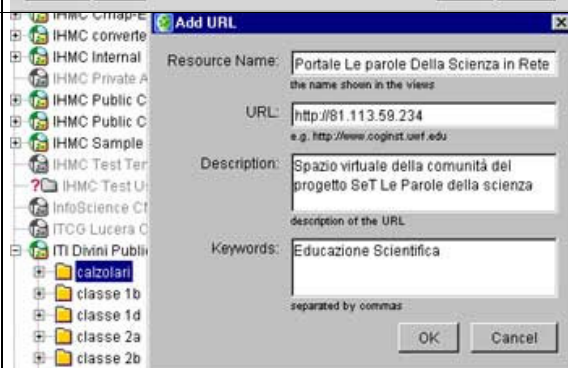 IHMC Cmap-E
IHMC converte
IHMC Internal
IHMC Private A
IHMC Public C
IHMC Public C
IHMC Sample
IHMC Test Ter
? IHMC Test U
InfoScience C
ITCG Lucera C
ITI Divini Publi
calzolari
classe 1b
classe 1d
classe 2a
classe 2b
Add URL
Resource Name: Portale Le parole Della Scienza in Rete
the name shown in the views
URL: http://81.113.59.234
e.g. http://www.coginst.uwf.edu
Description: Spazio virtuale della comunità del
progetto SeT Le Parole della scienza
description of the URL
Keywords: Educazione Scientifica
separated by commas
OK Cancel